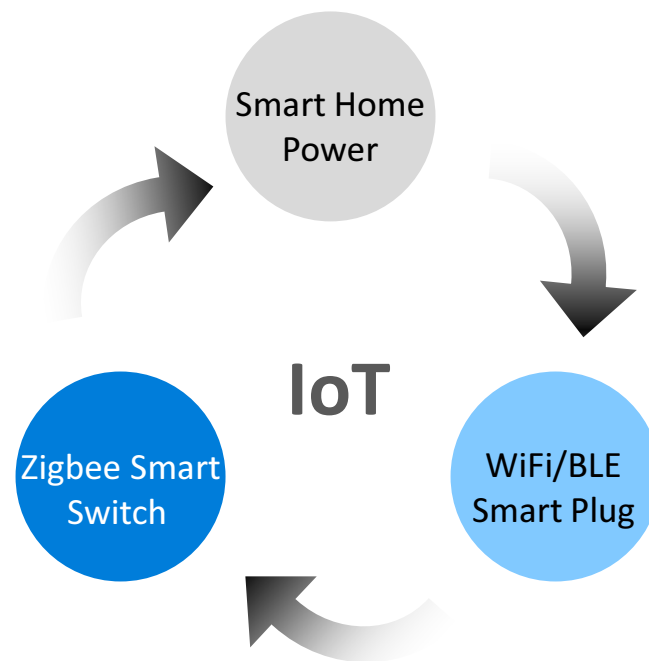 Smart Home
Power
IoT
Zigbee Smart
Switch
WiFi/BLE
Smart Plug